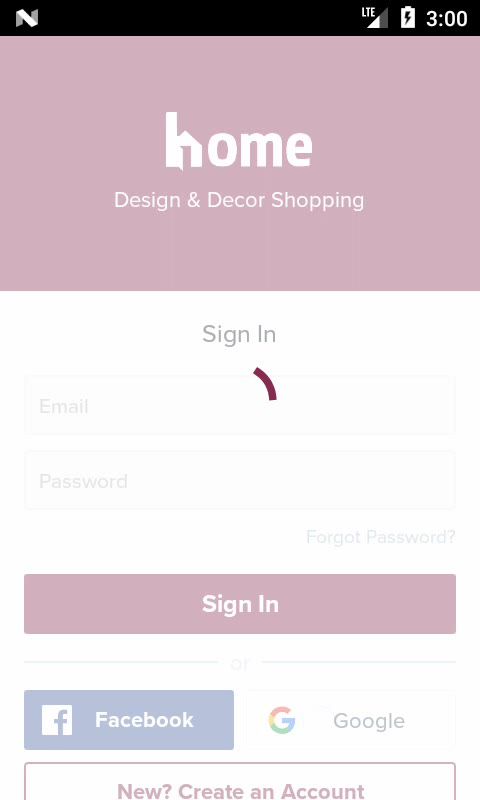 LTE 3:00
home
Design & Decor Shopping
Sign In
Email
Password
Forgot Password?
Sign In
or
Facebook
Google
New? Create an Account